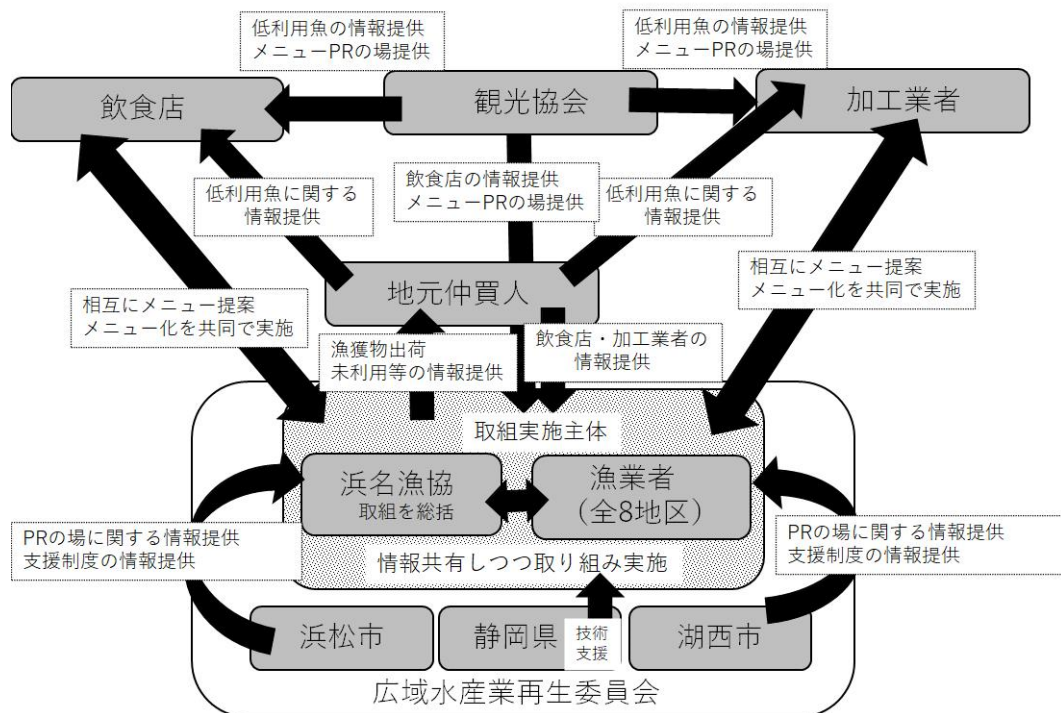 低利用魚の情報提供
メニューPRの場提供
低利用魚の情報提供
メニューPRの場提供
飲食店
観光協会
加工業者
低利用魚に関する
情報提供
飲食店の情報提供
メニューPRの場提供
低利用魚に関する
情報提供
地元仲買人
相互にメニュー提案
メニュー化を共同で実施
相互にメニュー提案
メニュー化を共同で実施
漁獲物出荷
未利用等の情報提供
飲食店・加工業者の
情報提供
取組実施主体
浜名漁協
取組を総括
漁業者
(全8地区)
PRの場に関する情報提供
支援制度の情報提供
PRの場に関する情報提供
支援制度の情報提供
情報共有しつつ取り組み実施
浜松市
静岡県
技術
支援
湖西市
広域水産業再生委員会